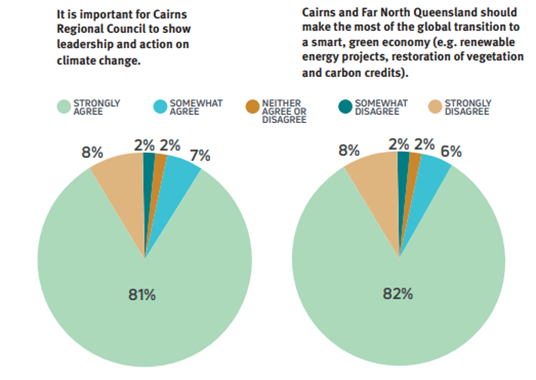 It is important for Cairns
Regional Council to show
leadership and action on
climate change.
Cairns and Far North Queensland should
make the most of the global transition to
a smart, green economy (e.g. renewable
energy projects, restoration of vegetation
and carbon credits).
STRONGLY
AGREE
SOMEWHAT
AGREE
NEITHER
AGREE OR
DISAGREE
SOMEWHAT
DISAGREE
STRONGLY
DISAGREE
8%
2%
2%
7%
81%
8%
2%
2%
6%
82%